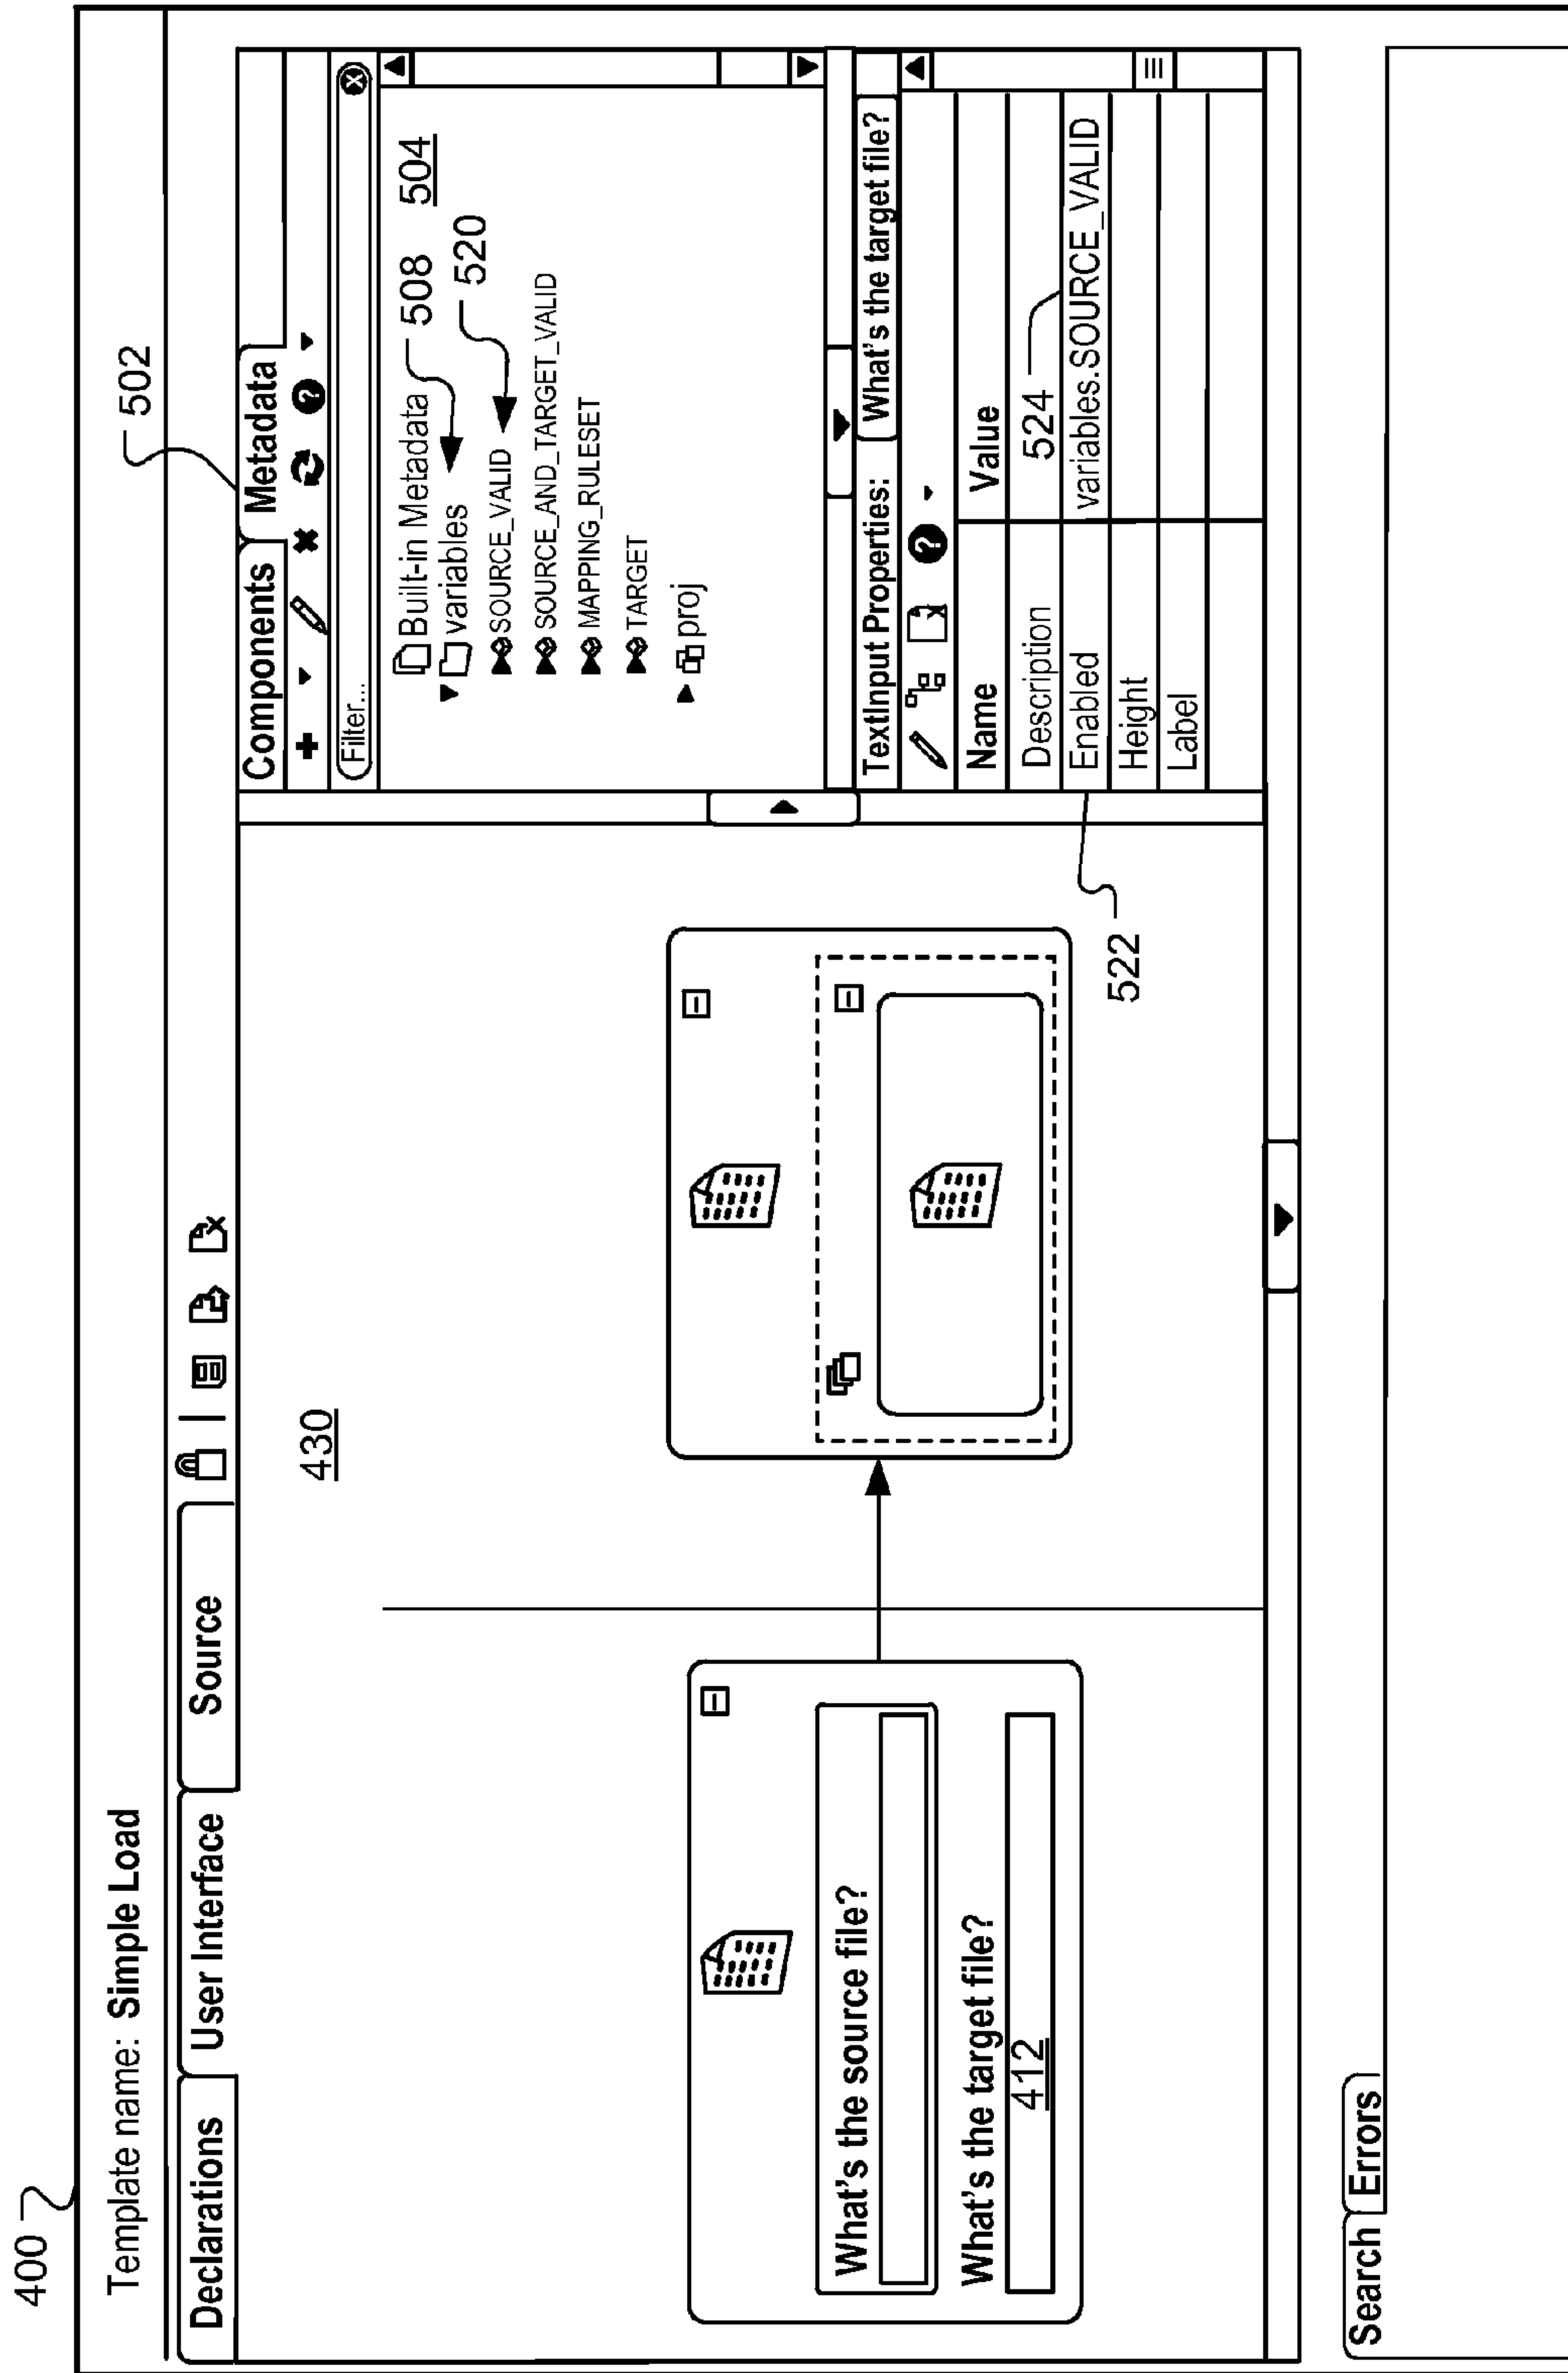 400
Template name: Simple Load
Declarations
User Interface
Source
502
Components
Metadata
Filter...
430
Built-in Metadata
508
504
variables
520
SOURCE_VALID
SOURCE_AND_TARGET_VALID
MAPPING_RULESET
TARGET
proj
What's the source file?
What's the target file?
412
TextInput Properties:
What's the target file?
Name
Value
Description
524
Enabled
variables.SOURCE_VALID
Height
Label
522
Search
Errors